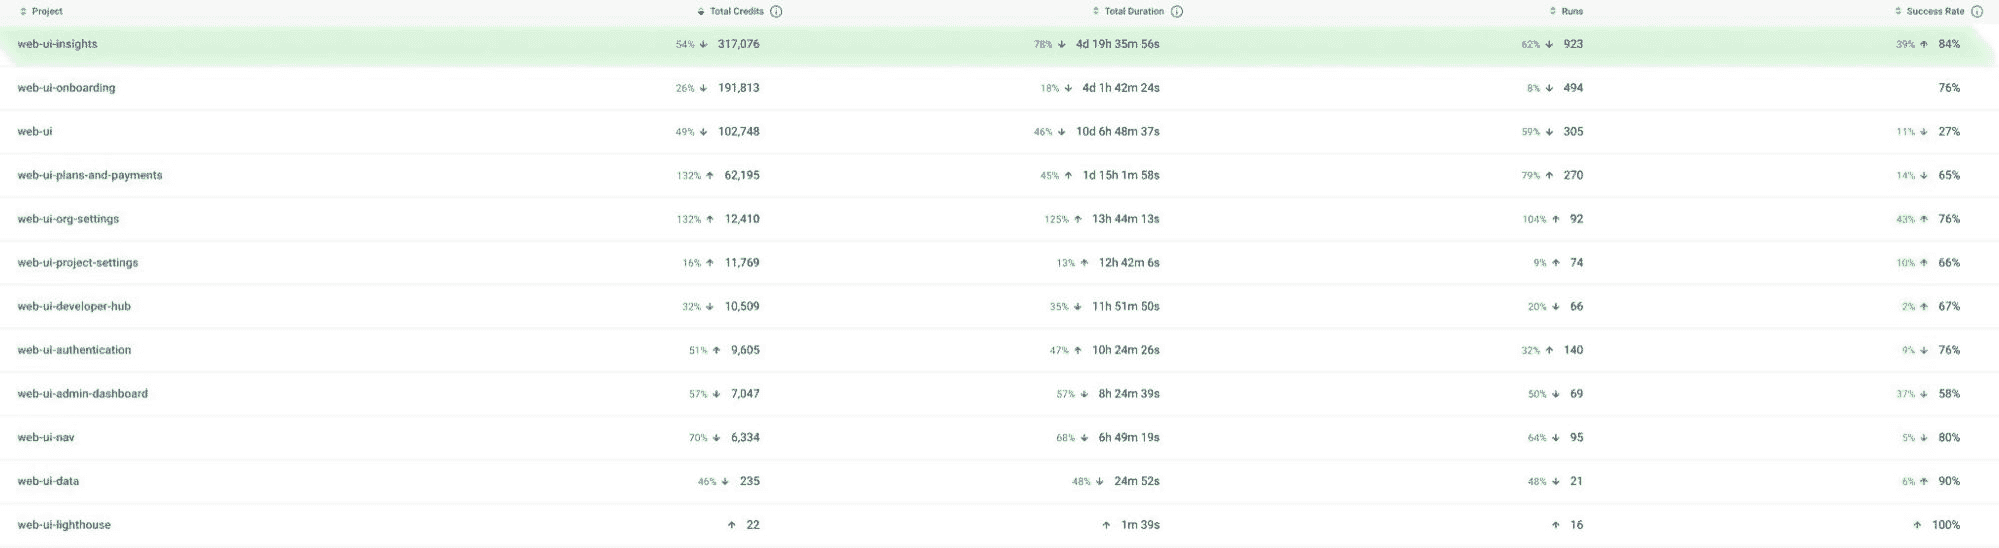 Project Total Credits Total Duration Runs Success Rate
web-ui-insights 54% ↓ 317,076 78% ↓ 4d 19h 35m 56s 62% ↓ 923 39% ↑ 84%
web-ui-onboarding 26% ↓ 191,813 18% ↓ 4d 1h 42m 24s 8% ↓ 494 76%
web-ui 49% ↓ 102,748 46% ↓ 10d 6h 48m 37s 59% ↓ 305 11% ↓ 27%
web-ui-plans-and-payments 132% ↑ 62,195 45% ↑ 1d 15h 1m 58s 79% ↑ 270 14% ↓ 65%
web-ui-org-settings 132% ↑ 12,410 125% ↑ 13h 44m 13s 104% ↑ 92 43% ↑ 76%
web-ui-project-settings 16% ↑ 11,769 13% ↑ 12h 42m 6s 9% ↑ 74 10% ↑ 66%
web-ui-developer-hub 32% ↓ 10,509 35% ↓ 11h 51m 50s 20% ↓ 66 2% ↑ 67%
web-ui-authentication 51% ↑ 9,605 47% ↑ 10h 24m 26s 32% ↑ 140 9% ↓ 76%
web-ui-admin-dashboard 57% ↓ 7,047 57% ↓ 8h 24m 39s 50% ↓ 69 37% ↓ 58%
web-ui-nav 70% ↓ 6,334 68% ↓ 6h 49m 19s 64% ↓ 95 5% ↓ 80%
web-ui-data 46% ↓ 235 48% ↓ 24m 52s 48% ↓ 21 6% ↑ 90%
web-ui-lighthouse ↑ 22 ↑ 1m 39s ↑ 16 ↑ 100%